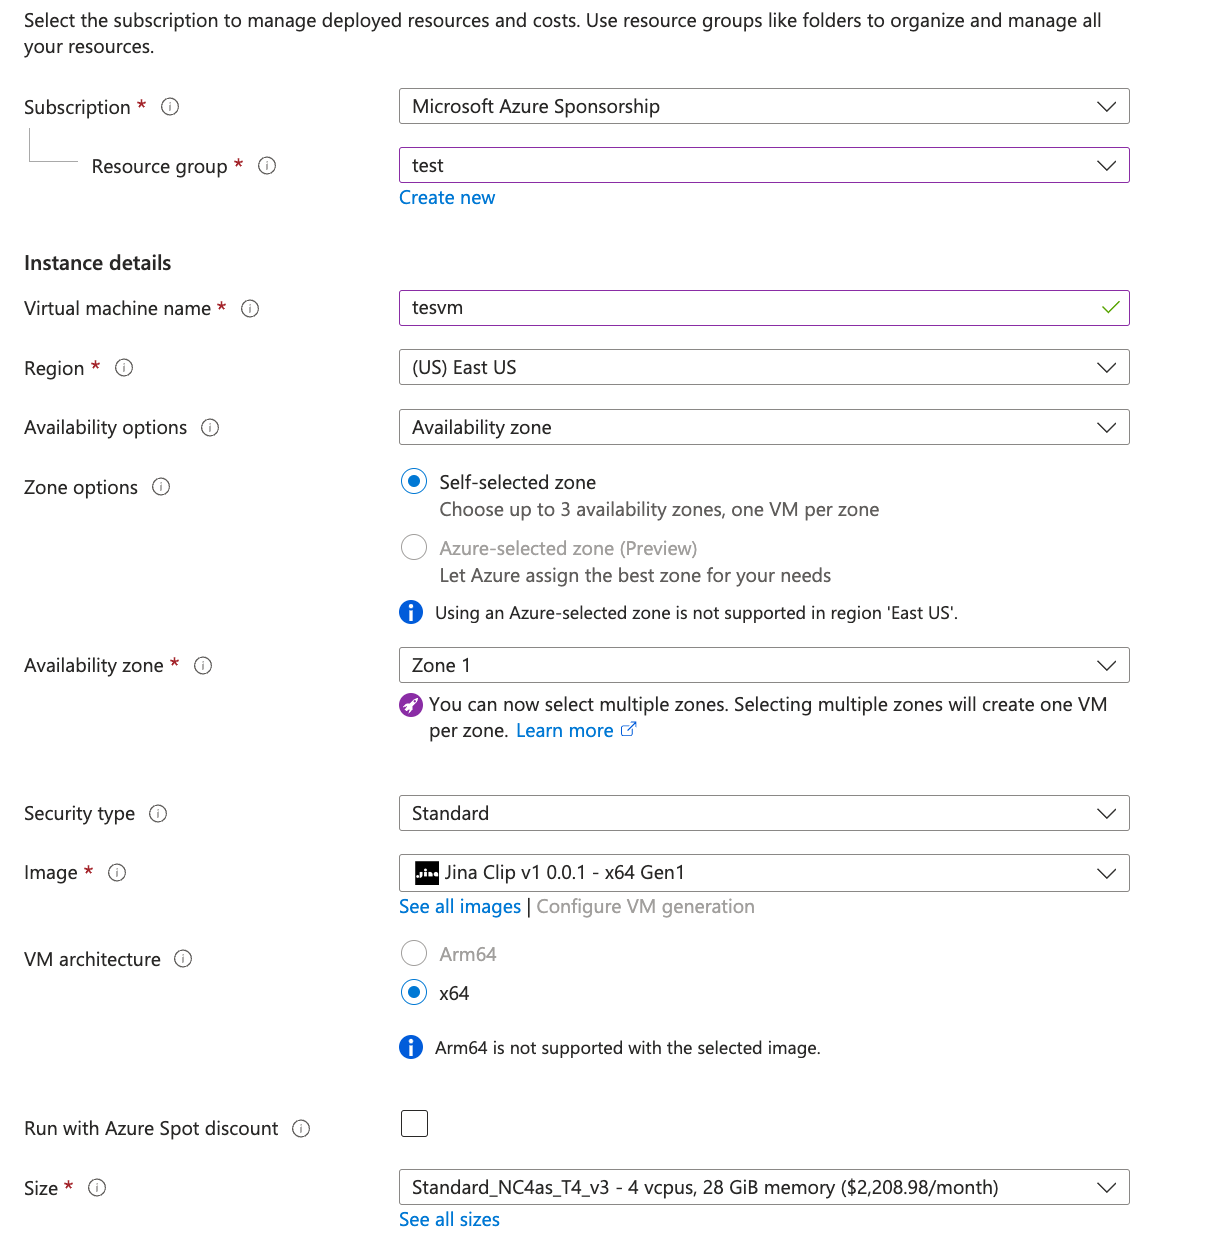 Select the subscription to manage deployed resources and costs. Use resource groups like folders to organize and manage all
your resources.
Subscription *
Microsoft Azure Sponsorship
Resource group *
test
Create new
Instance details
Virtual machine name *
tesvm
Region *
(US) East US
Availability options
Availability zone
Zone options
Self-selected zone
Choose up to 3 availability zones, one VM per zone
Azure-selected zone (Preview)
Let Azure assign the best zone for your needs
Using an Azure-selected zone is not supported in region 'East US'.
Availability zone *
Zone 1
You can now select multiple zones. Selecting multiple zones will create one VM
per zone. Learn more
Security type
Standard
Image *
Jina Jina Clip v1 0.0.1 - x64 Gen1
See all images | Configure VM generation
VM architecture
Arm64
x64
Arm64 is not supported with the selected image.
Run with Azure Spot discount
Size *
Standard_NC4as_T4_v3 - 4 vcpus, 28 GiB memory ($2,208.98/month)
See all sizes